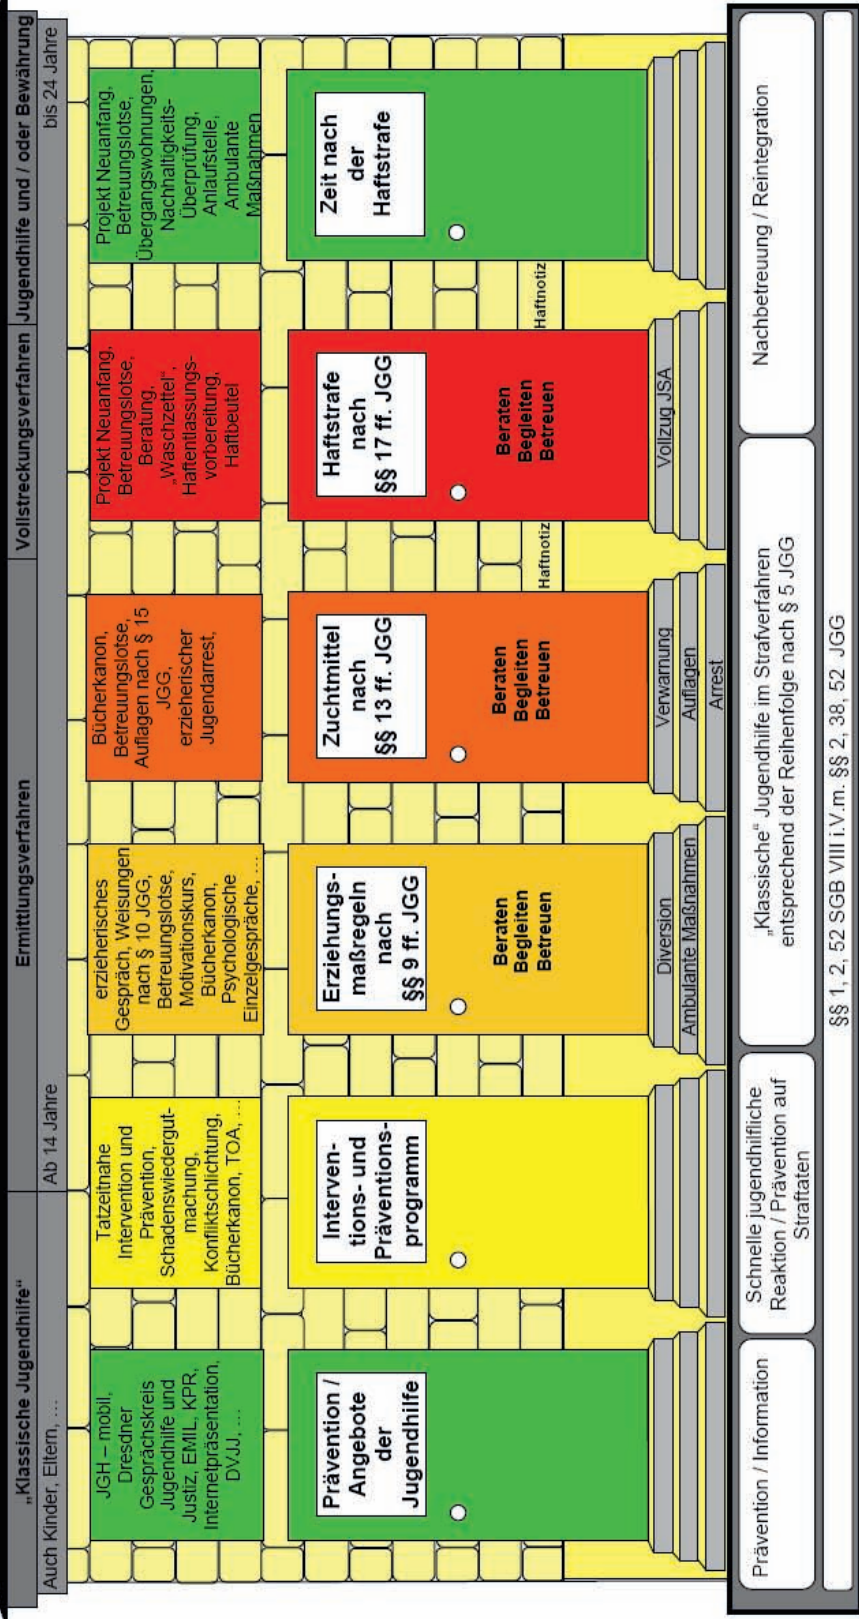 „Klassische Jugendhilfe“
Ermittlungsverfahren
Vollstreckungsverfahren
Jugendhilfe und / oder Bewährung
Auch Kinder, Eltern, ...
Ab 14 Jahre
bis 24 Jahre
JGH – mobil,
Dresdner
Gesprächskreis
Jugendhilfe und
Justiz, EMIL, KPR,
Internetpräsentation,
DVJJ, ...
Tatzeitnahe
Intervention und
Prävention,
Schadenswiedergut-
machung,
Konfliktschlichtung,
Bücherkanon, TOA, ...
erzieherisches
Gespräch, Weisungen
nach § 10 JGG,
Betreuungslotse,
Motivationskurs,
Bücherkanon,
Psychologische
Einzelgespräche, ...
Bücherkanon,
Betreuungslotse,
Auflagen nach § 15
JGG,
erzieherischer
Jugendarrest,
Projekt Neuanfang,
Betreuungslotse,
Beratung,
„Waschzettel“,
Haftentlassungs-
vorbereitung,
Haftbeutel
Projekt Neuanfang,
Betreuungslotse,
Übergangswohnungen,
Nachhaltigkeits-
Überprüfung,
Anlaufstelle,
Ambulante
Maßnahmen
Prävention /
Angebote
der
Jugendhilfe
Interven-
tions- und
Präventions-
programm
Erziehungs-
maßregeln
nach
§§ 9 ff. JGG
Beraten
Begleiten
Betreuen
Zuchtmittel
nach
§§ 13 ff. JGG
Beraten
Begleiten
Betreuen
Haftnotiz
Haftstrafe
nach
§§ 17 ff. JGG
Beraten
Begleiten
Betreuen
Haftnotiz
Zeit nach
der
Haftstrafe
Diversion
Ambulante Maßnahmen
Verwarnung
Auflagen
Arrest
Vollzug JSA
Prävention / Information
Schnelle jugendhilfliche
Reaktion / Prävention auf
Straftaten
„Klassische“ Jugendhilfe im Strafverfahren
entsprechend der Reihenfolge nach § 5 JGG
Nachbetreuung / Reintegration
§§ 1, 2, 52 SGB VIII i.V.m. §§ 2, 38, 52 JGG